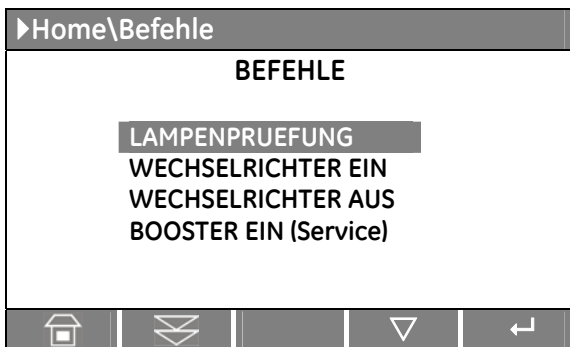 Home\Befehle
BEFEHLE
LAMPENPRUEFUNG
WECHSELRICHTER EIN
WECHSELRICHTER AUS
BOOSTER EIN (Service)